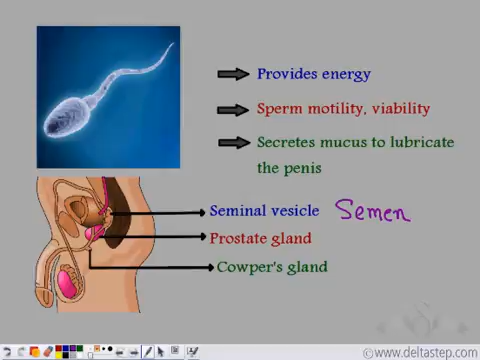 Provides energy
Sperm motility, viability
Secretes mucus to lubricate
the penis
Seminal vesicle Semen
Prostate gland
Cowper's gland
©www.deltastep.com